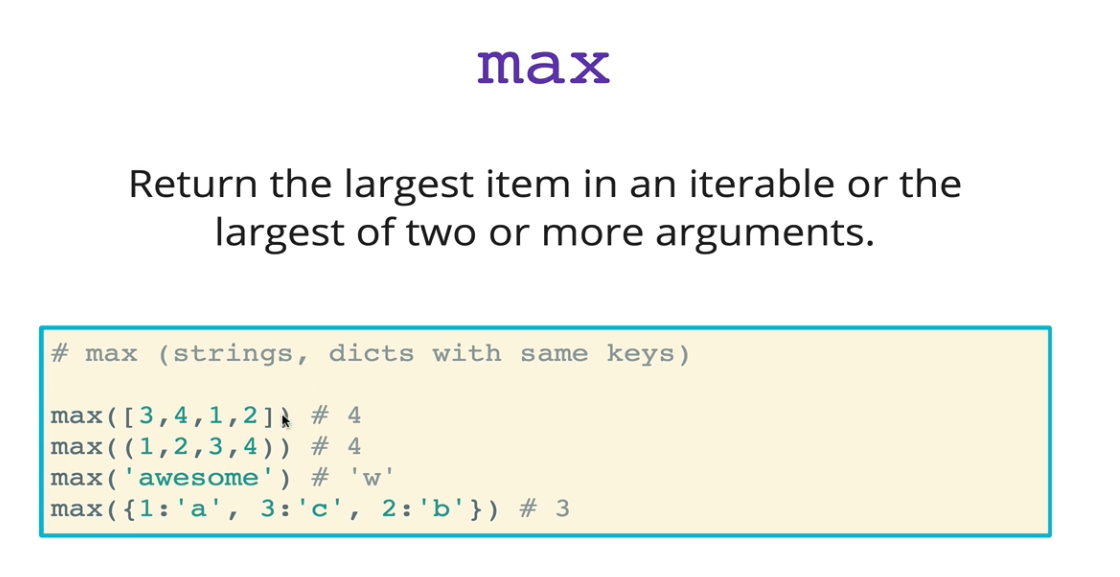 max
Return the largest item in an iterable or the
largest of two or more arguments.
# max (strings, dicts with same keys)
max([3,4,1,2]) # 4
max((1,2,3,4)) # 4
max('awesome') # 'w'
max({1:'a', 3:'c', 2:'b'}) # 3